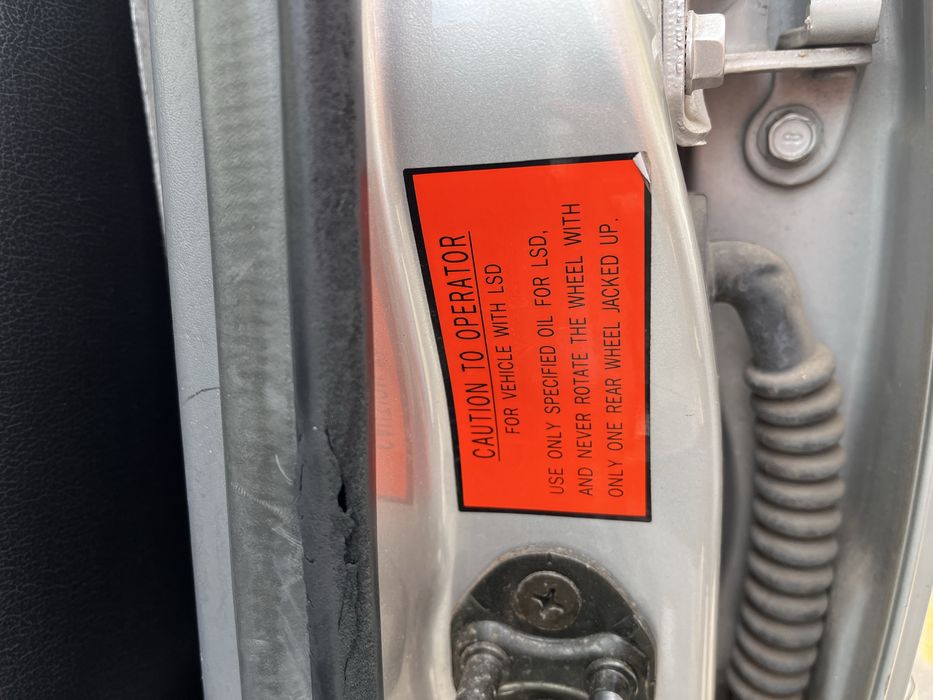 CAUTION TO OPERATOR
FOR VEHICLE WITH LSD
USE ONLY SPECIFIED OIL FOR LSD,
AND NEVER ROTATE THE WHEEL WITH
ONLY ONE REAR WHEEL JACKED UP.